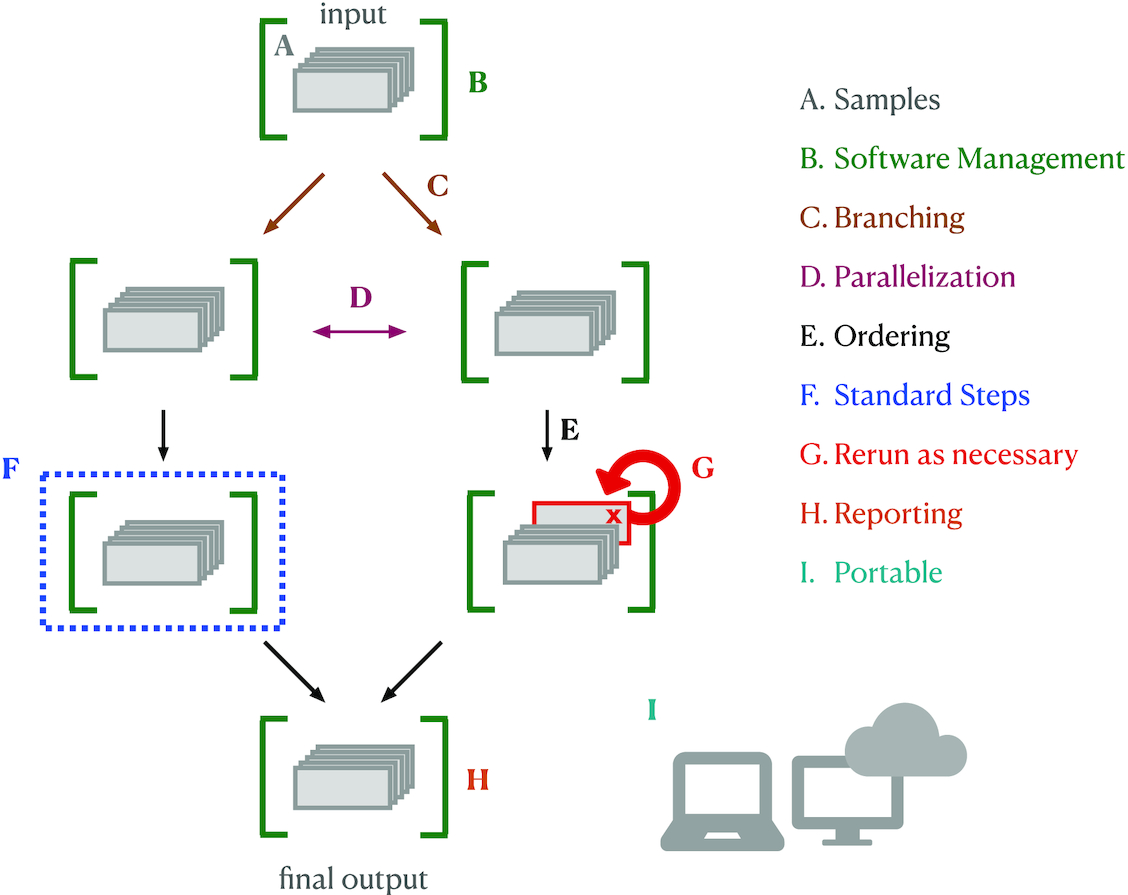 input
A
B
C
D
E
F
G
x
H
I
final output
A. Samples
B. Software Management
C. Branching
D. Parallelization
E. Ordering
F. Standard Steps
G. Rerun as necessary
H. Reporting
I. Portable